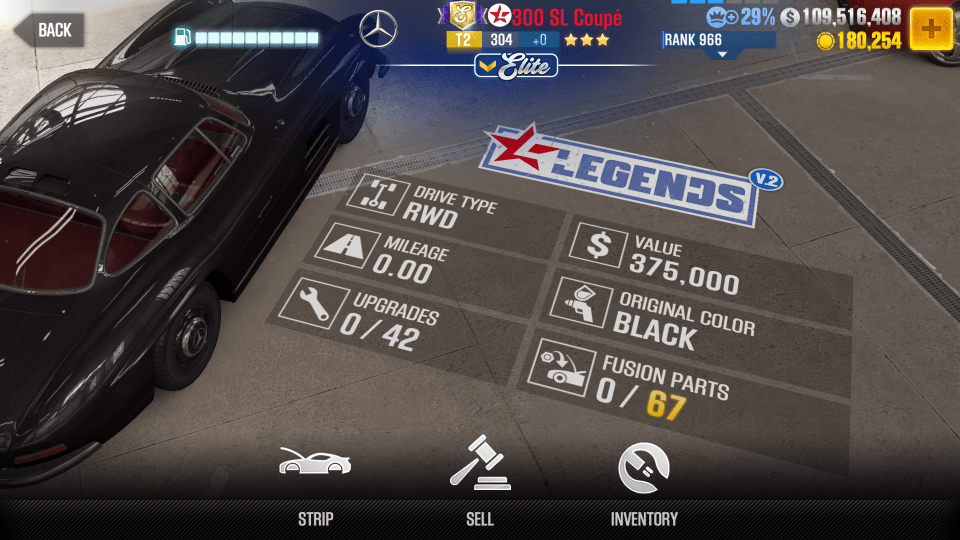 BACK
300 SL Coupé
T2 304 +0
Elite
29%
109,516,408
RANK 966
180,254
LEGENDS
V.2
DRIVE TYPE
RWD
MILEAGE
0.00
UPGRADES
0 / 42
VALUE
375,000
ORIGINAL COLOR
BLACK
FUSION PARTS
0 / 67
STRIP
SELL
INVENTORY